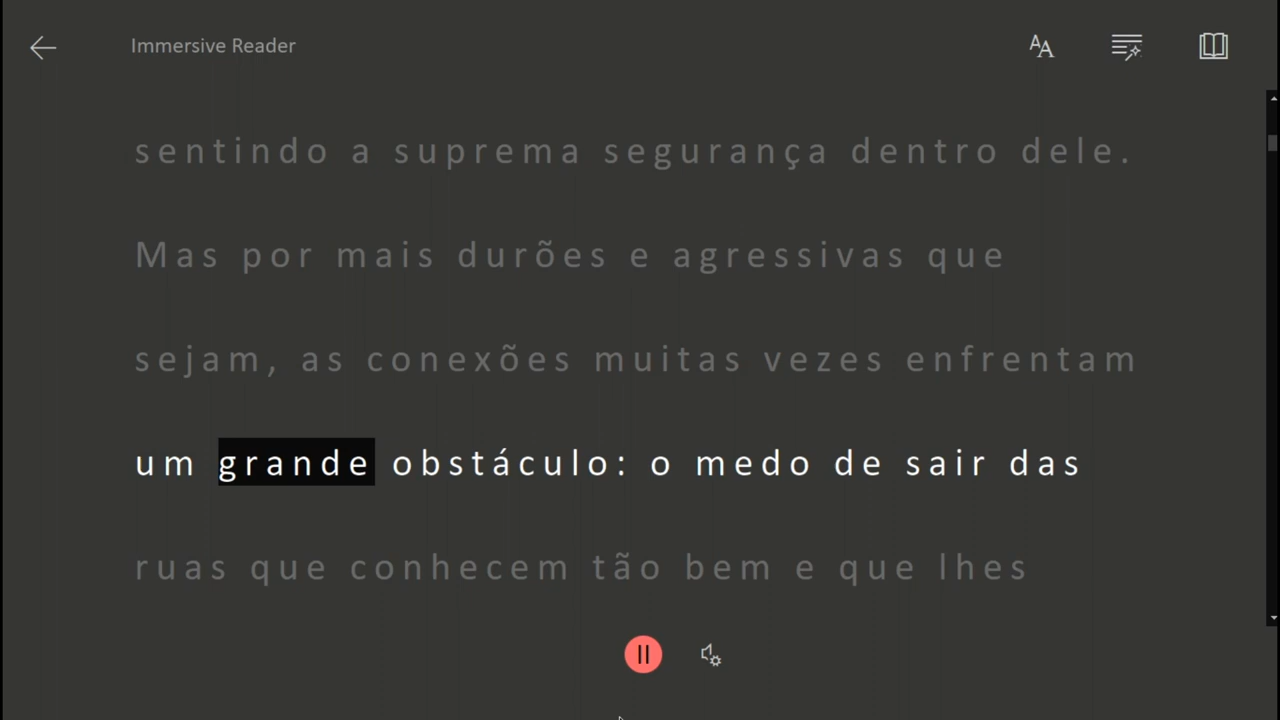 Immersive Reader
sentindo a suprema segurança dentro dele.
Mas por mais durões e agressivas que
sejam, as conexões muitas vezes enfrentam
um grande obstáculo: o medo de sair das
ruas que conhecem tão bem e que lhes